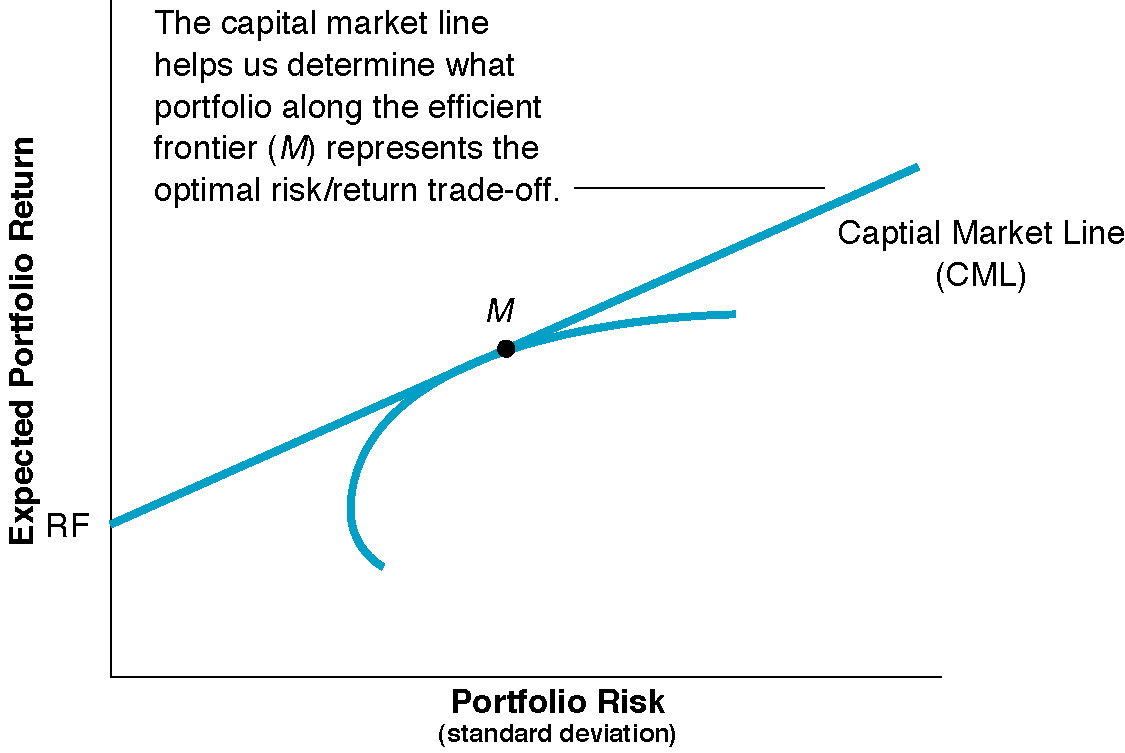 The capital market line
helps us determine what
portfolio along the efficient
frontier (M) represents the
optimal risk/return trade-off.
Captial Market Line
(CML)
M
Expected Portfolio Return
RF
Portfolio Risk
(standard deviation)